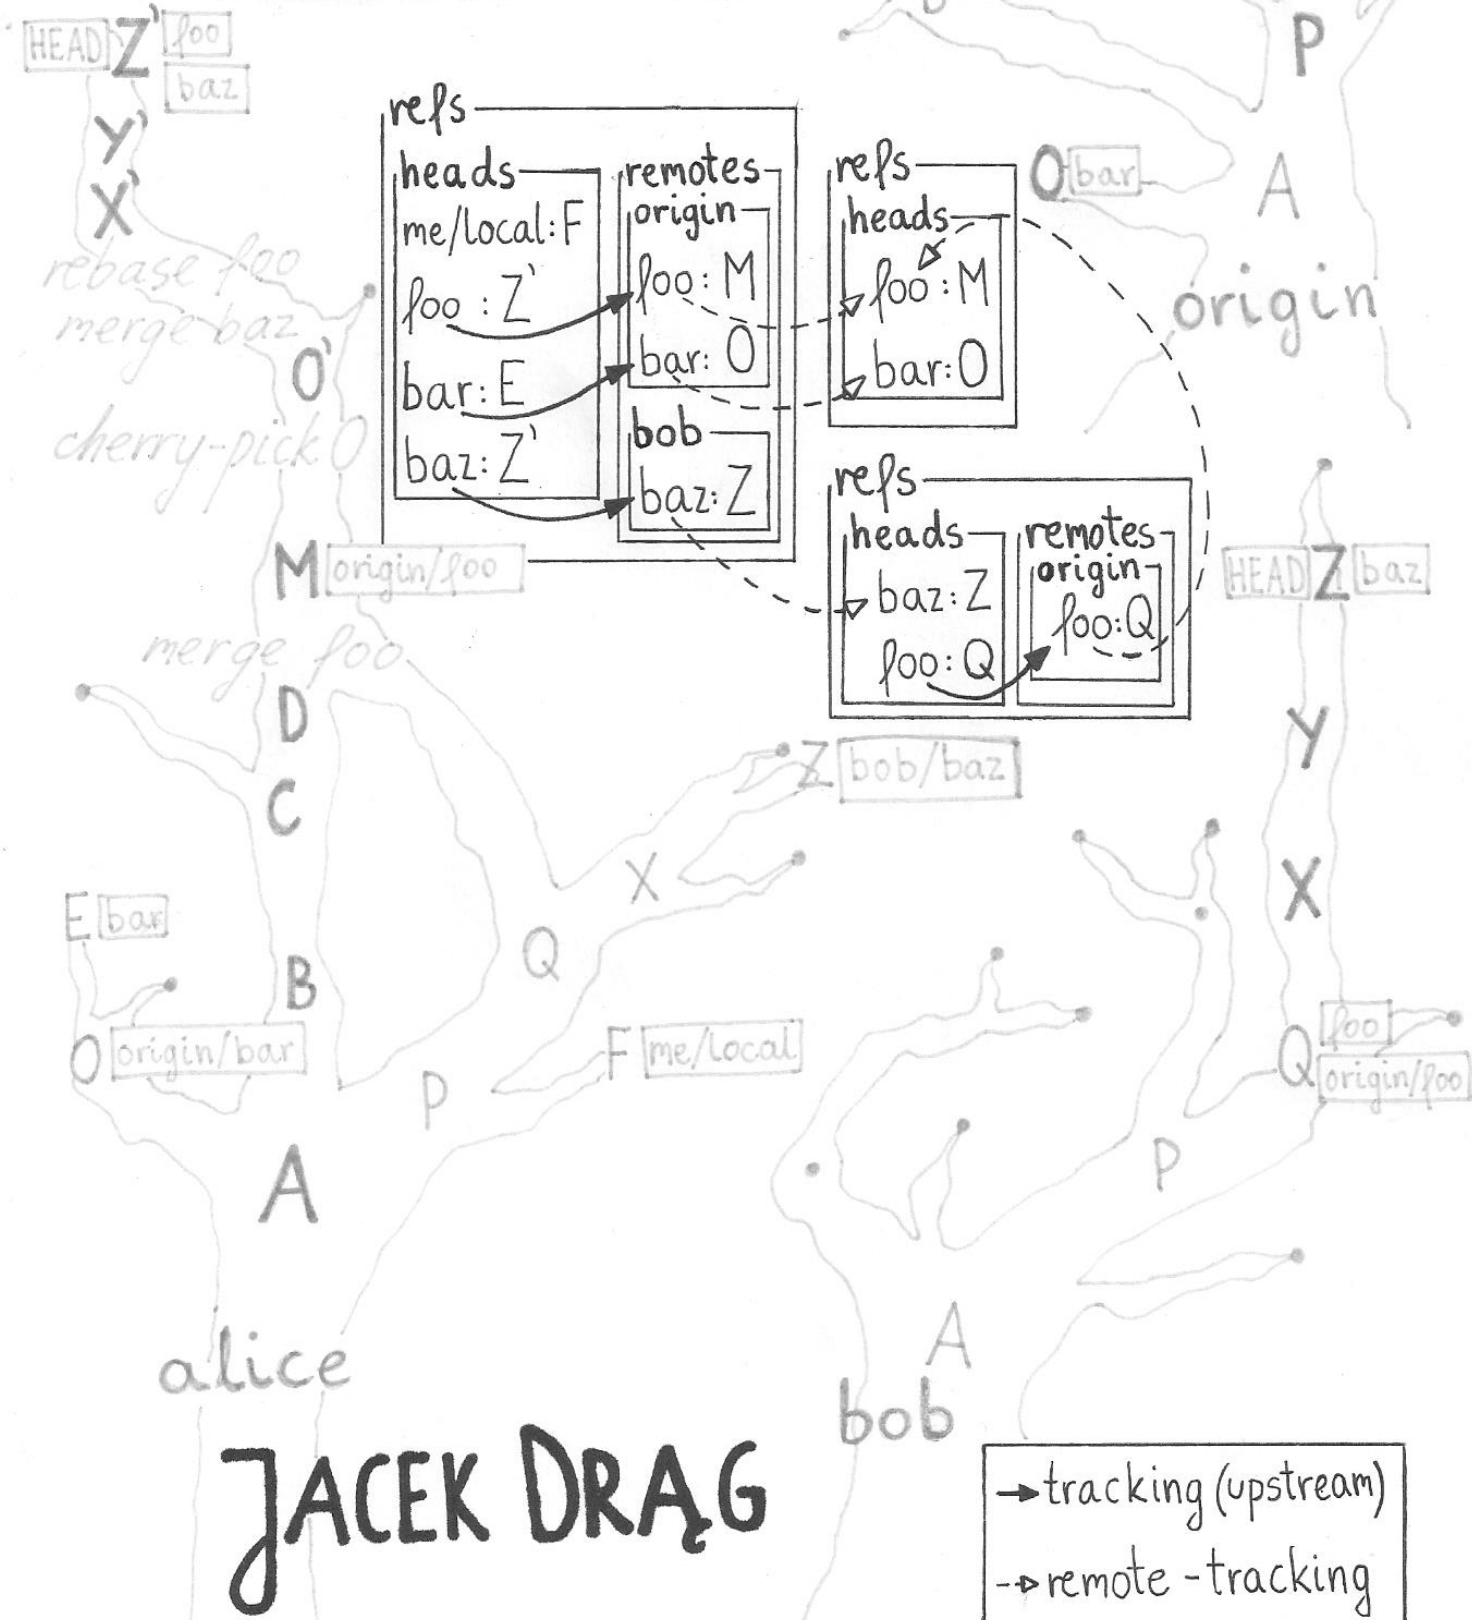 HEAD Z' foo
baz
Y'
X'
rebase foo
merge baz
O'
cherry-pick O
M origin/foo
merge foo
D
C
E bar
B
O origin/bar
A
alice
Q
X
P
Z bob/baz
F me/local
refs
heads
me/local: F
foo: Z'
bar: E
baz: Z'
remotes
origin
foo: M
bar: O
bob
baz: Z
refs
heads
foo: M
bar: O
refs
heads
baz: Z
foo: Q
remotes
origin
foo: Q
P
O bar
A
origin
HEAD Z baz
Y
X
Q foo
origin/foo
P
A
bob
JACEK DRĄG
tracking (upstream)
remote-tracking